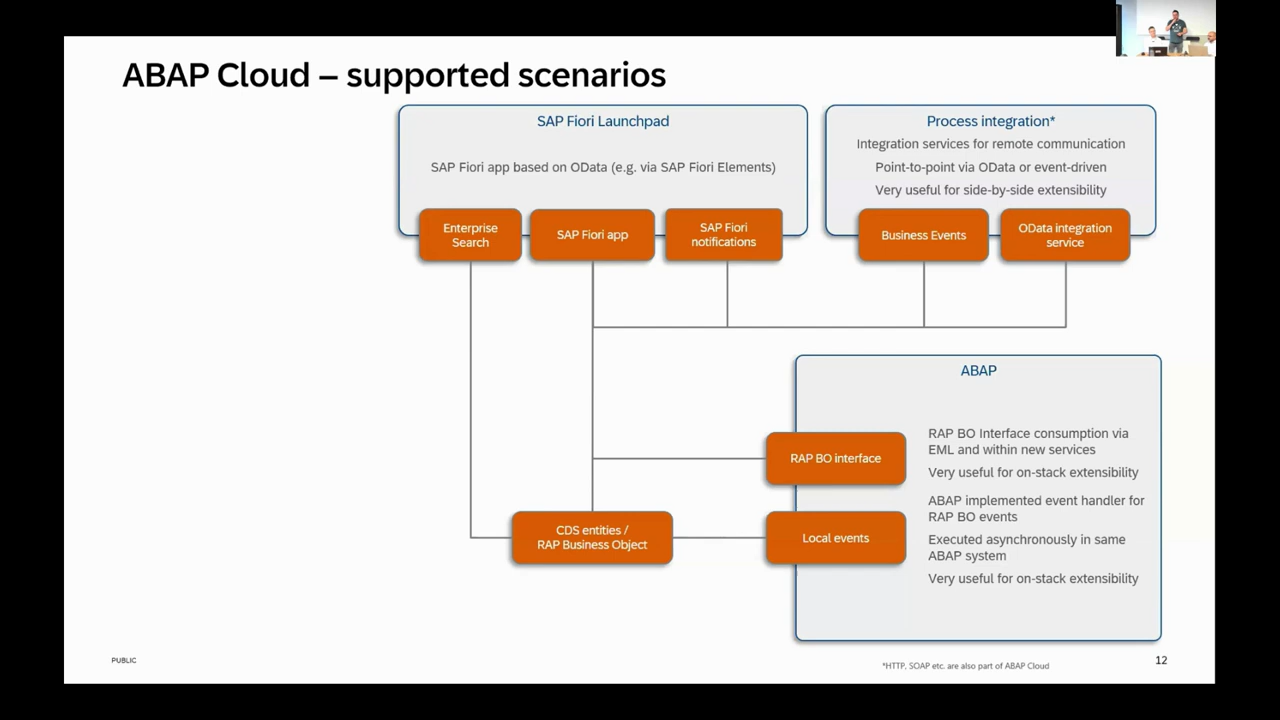 ABAP Cloud – supported scenarios
SAP Fiori Launchpad
SAP Fiori app based on OData (e.g. via SAP Fiori Elements)
Enterprise
Search
SAP Fiori app
SAP Fiori
notifications
Process integration*
Integration services for remote communication
Point-to-point via OData or event-driven
Very useful for side-by-side extensibility
Business Events
OData integration
service
ABAP
RAP BO interface
RAP BO Interface consumption via
EML and within new services
Very useful for on-stack extensibility
CDS entities /
RAP Business Object
Local events
ABAP implemented event handler for
RAP BO events
Executed asynchronously in same
ABAP system
Very useful for on-stack extensibility
PUBLIC
*HTTP, SOAP etc. are also part of ABAP Cloud
12